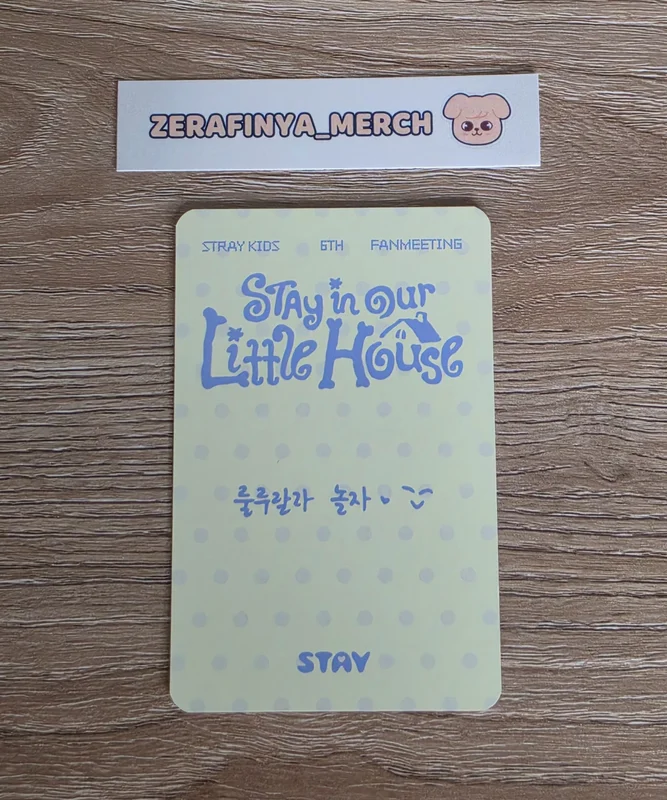 ZERAFINYA_MERCH
STRAY KIDS 6TH FANMEETING
STAy in our
Little House
룰루랄라 놀자
STAY